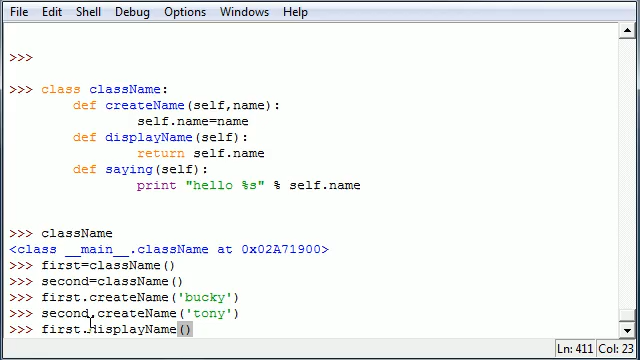 File Edit Shell Debug Options Windows Help
>>>
>>> class className:
def createName(self,name):
self.name=name
def displayName(self):
return self.name
def saying(self):
print "hello %s" % self.name
>>> className
<class __main__.className at 0x02A71900>
>>> first=className()
>>> second=className()
>>> first.createName('bucky')
>>> second.createName('tony')
>>> first.displayName()
Ln: 411 Col: 23